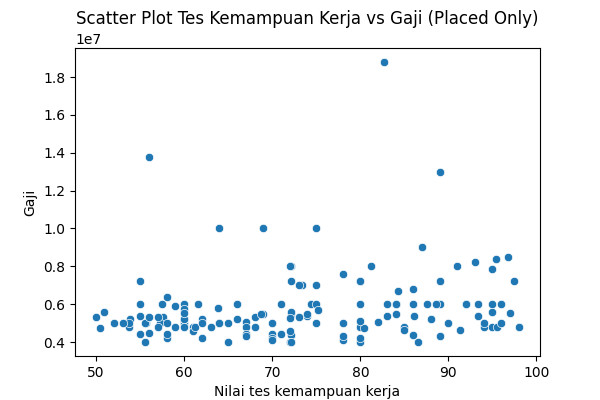 Scatter Plot Tes Kemampuan Kerja vs Gaji (Placed Only)
1e7
1.8
1.6
1.4
1.2
1.0
0.8
0.6
0.4
Gaji
50 60 70 80 90 100
Nilai tes kemampuan kerja